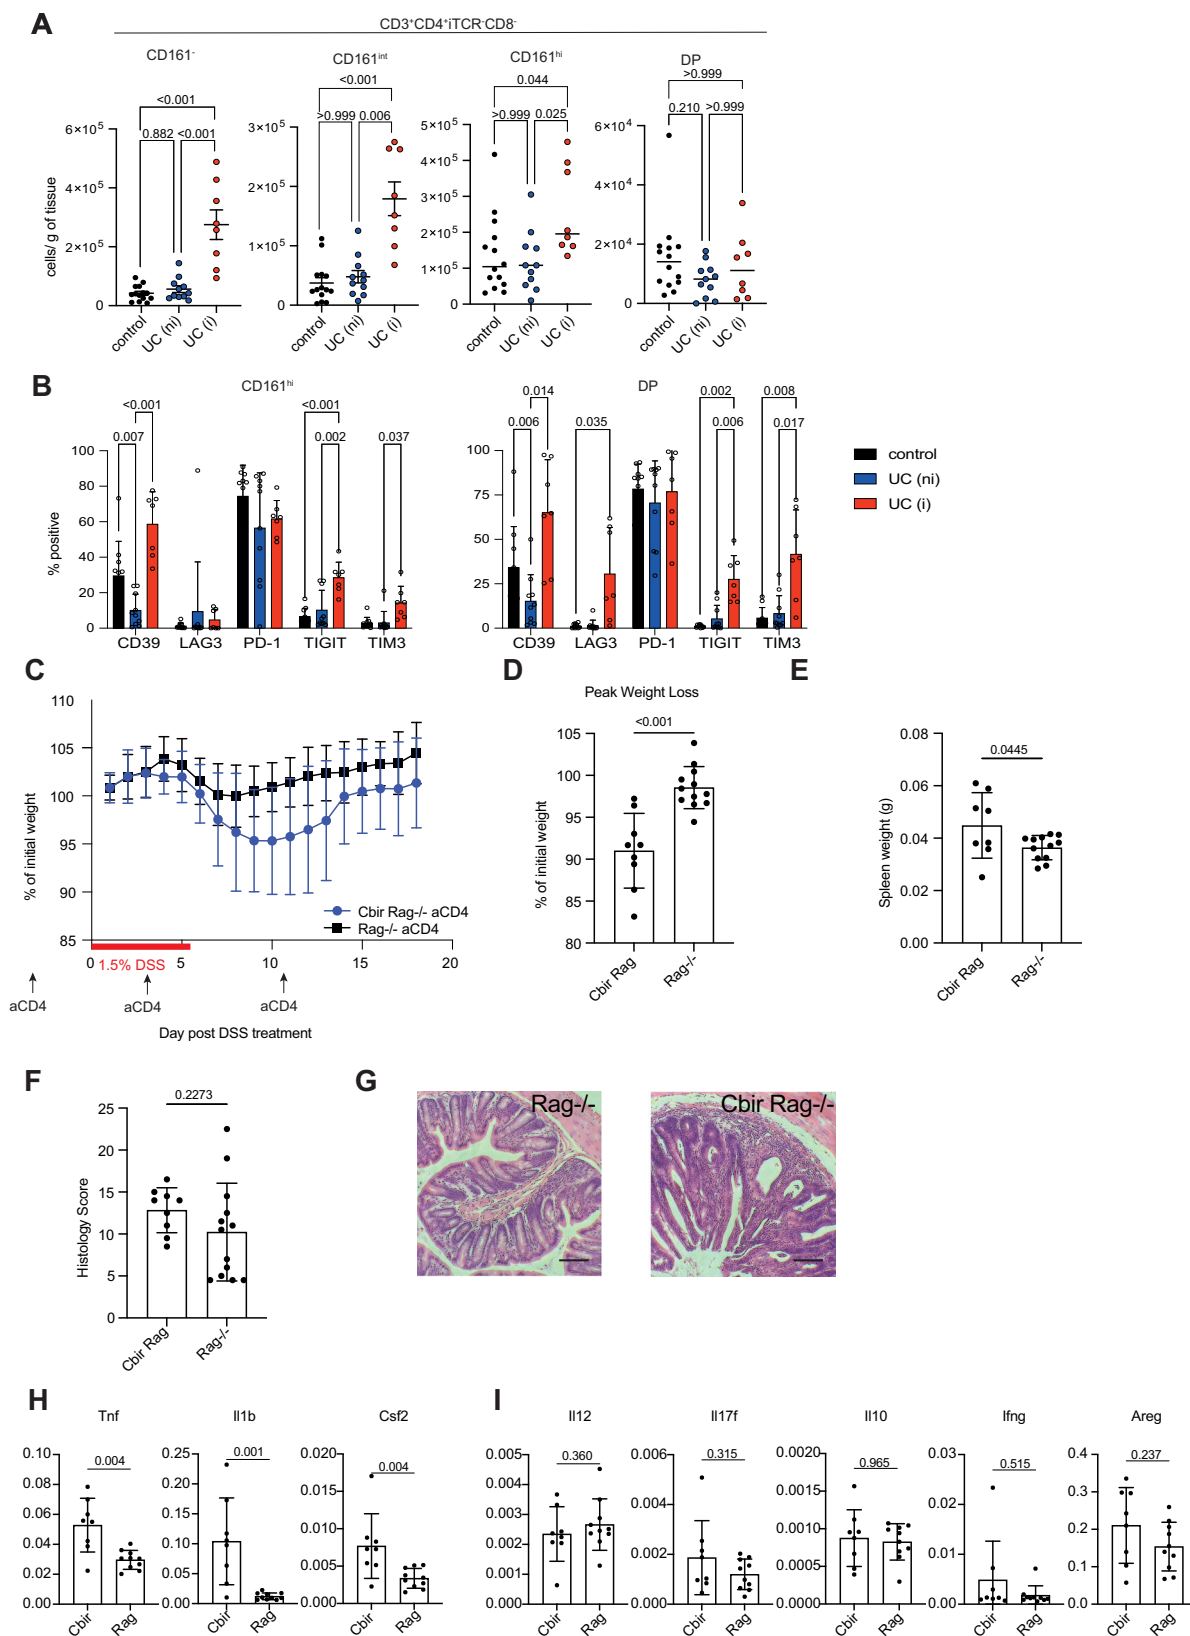 A
CD3⁺CD4⁺iTCR⁻CD8⁻
CD161⁻
CD161ⁱⁿᵗ
CD161ʰⁱ
DP
<0.001
0.882
<0.001
<0.001
>0.999
0.006
0.044
>0.999
0.025
>0.999
0.210
>0.999
cells/ g of tissue
6×10⁵
4×10⁵
2×10⁵
0
control
UC (ni)
UC (i)
3×10⁵
2×10⁵
1×10⁵
0
control
UC (ni)
UC (i)
5×10⁵
4×10⁵
3×10⁵
2×10⁵
1×10⁵
0
control
UC (ni)
UC (i)
6×10⁴
4×10⁴
2×10⁴
0
control
UC (ni)
UC (i)
B
CD161ʰⁱ
<0.001
0.007
<0.001
0.002
0.037
% positive
100
80
60
40
20
0
CD39
LAG3
PD-1
TIGIT
TIM3
DP
0.014
0.006
0.035
0.002
0.006
0.008
0.017
100
75
50
25
0
CD39
LAG3
PD-1
TIGIT
TIM3
control
UC (ni)
UC (i)
C
% of initial weight
110
105
100
95
90
85
Cbir Rag-/- aCD4
Rag-/- aCD4
0
5
10
15
20
1.5% DSS
aCD4
aCD4
aCD4
Day post DSS treatment
D
Peak Weight Loss
<0.001
% of initial weight
105
100
95
90
85
80
Cbir Rag
Rag-/-
E
0.0445
Spleen weight (g)
0.08
0.06
0.04
0.02
0.00
Cbir Rag
Rag-/-
F
0.2273
Histology Score
25
20
15
10
5
0
Cbir Rag
Rag-/-
G
Rag-/-
Cbir Rag-/-
H
Tnf
0.004
0.10
0.08
0.06
0.04
0.02
0.00
Cbir
Rag
Il1b
0.001
0.25
0.20
0.15
0.10
0.05
0.00
Cbir
Rag
Csf2
0.004
0.020
0.015
0.010
0.005
0.000
Cbir
Rag
I
Il12
0.360
0.005
0.004
0.003
0.002
0.001
0.000
Cbir
Rag
Il17f
0.315
0.006
0.004
0.002
0.000
Cbir
Rag
Il10
0.965
0.0020
0.0015
0.0010
0.0005
0.0000
Cbir
Rag
Ifng
0.515
0.03
0.02
0.01
0.00
Cbir
Rag
Areg
0.237
0.4
0.3
0.2
0.1
0.0
Cbir
Rag